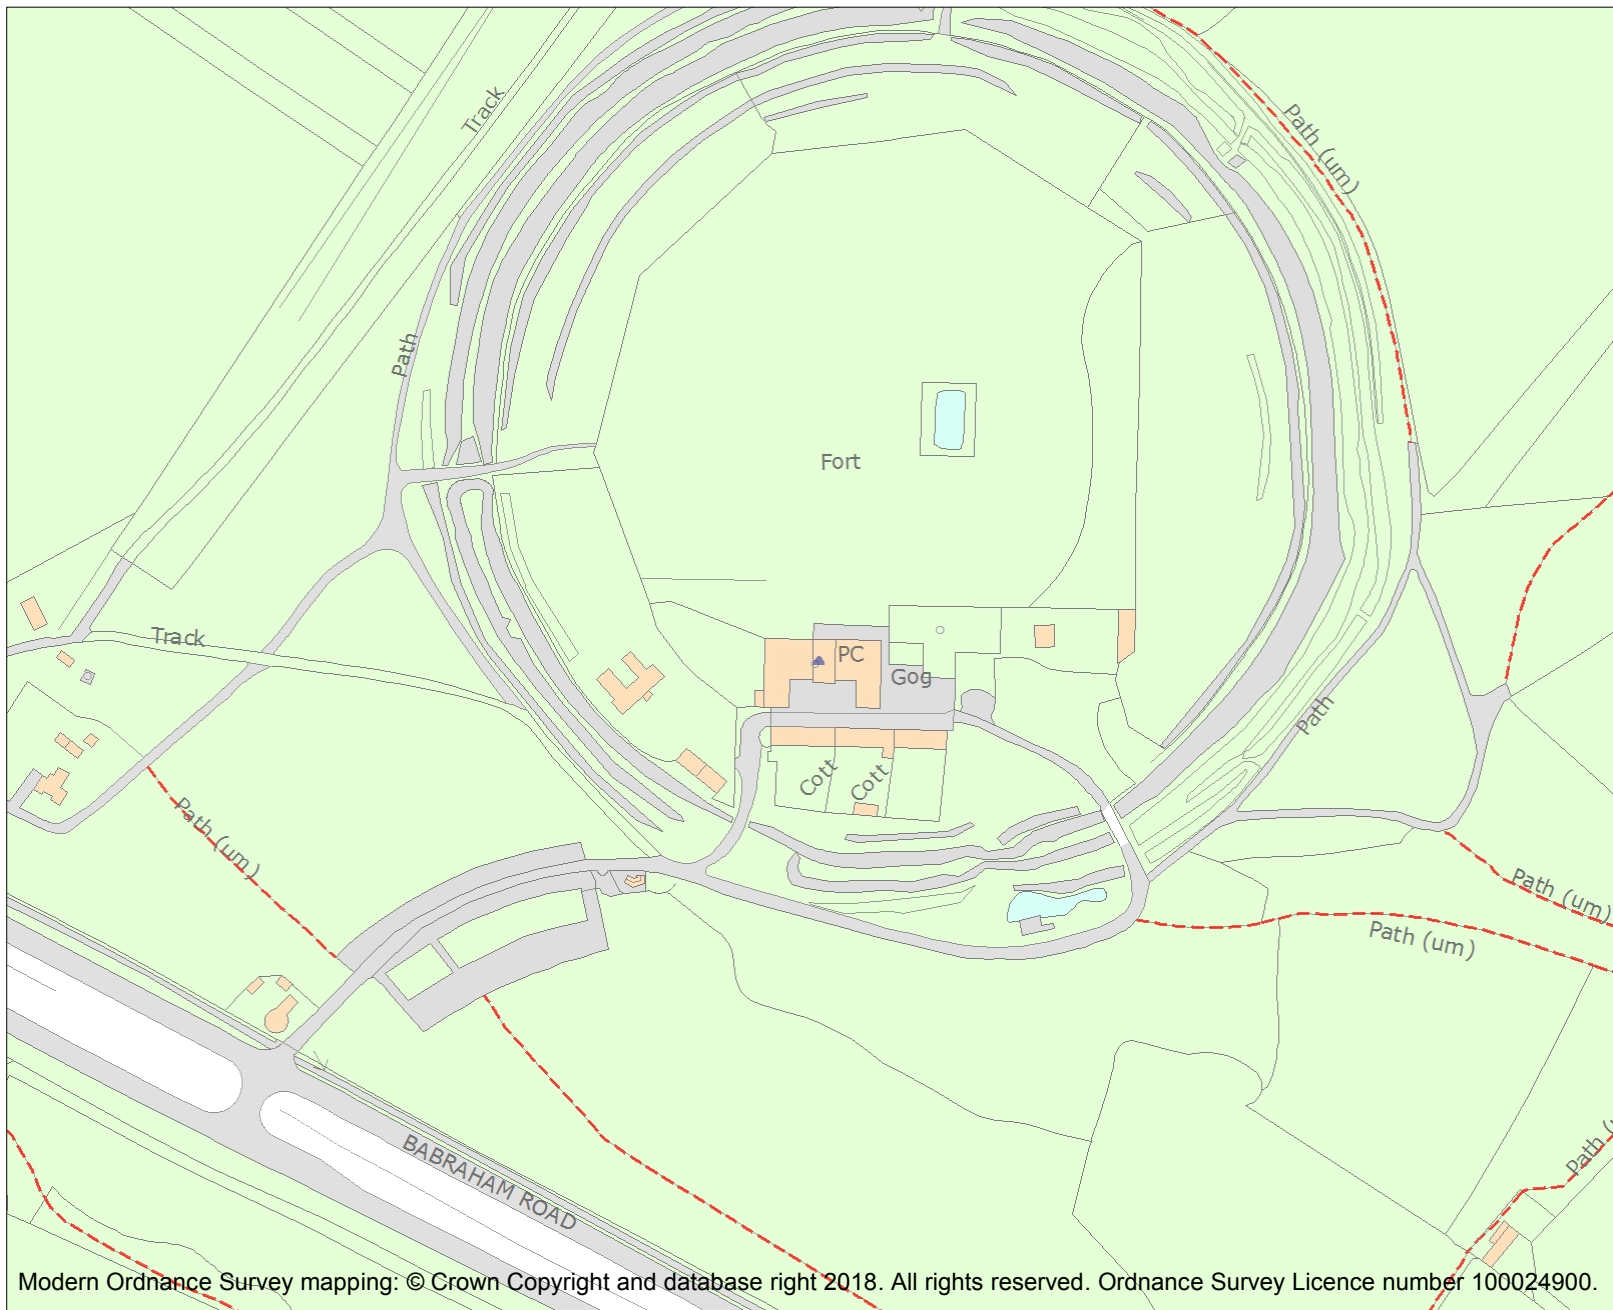 Track
Path (um)
Path
Fort
Track
PC
Gog
Path
Cott
Cott
Path (um)
Path (um)
Path (um)
BABRAHAM ROAD
Path
Modern Ordnance Survey mapping: © Crown Copyright and database right 2018. All rights reserved. Ordnance Survey Licence number 100024900.